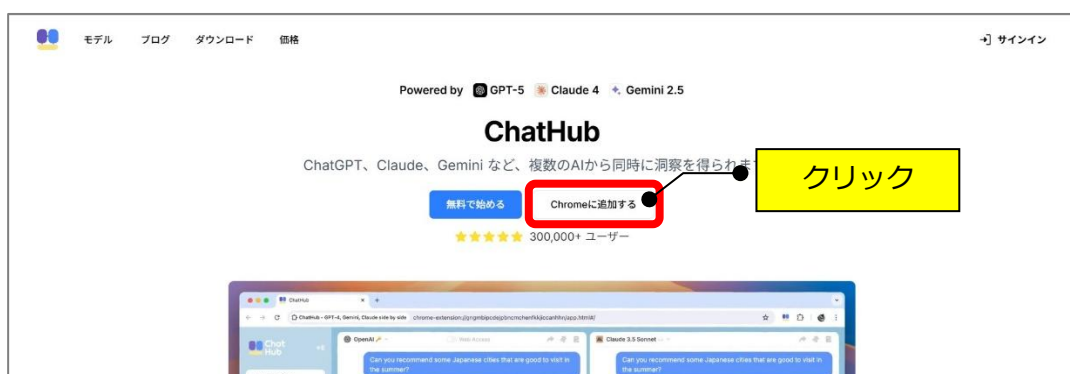 モデル ブログ ダウンロード 価格 サインイン
Powered by GPT-5 Claude 4 Gemini 2.5
ChatHub
ChatGPT、Claude、Gemini など、複数のAIから同時に洞察を得られます
クリック
無料で始める Chromeに追加する
300,000+ ユーザー
ChatHub
ChatHub - GPT-4, Gemini, Claude side by side
Chat Hub
OpenAI Web Access Claude 3.5 Sonnet
Can you recommend some Japanese cities that are good to visit in the summer?
Can you recommend some Japanese cities that are good to visit in the summer?